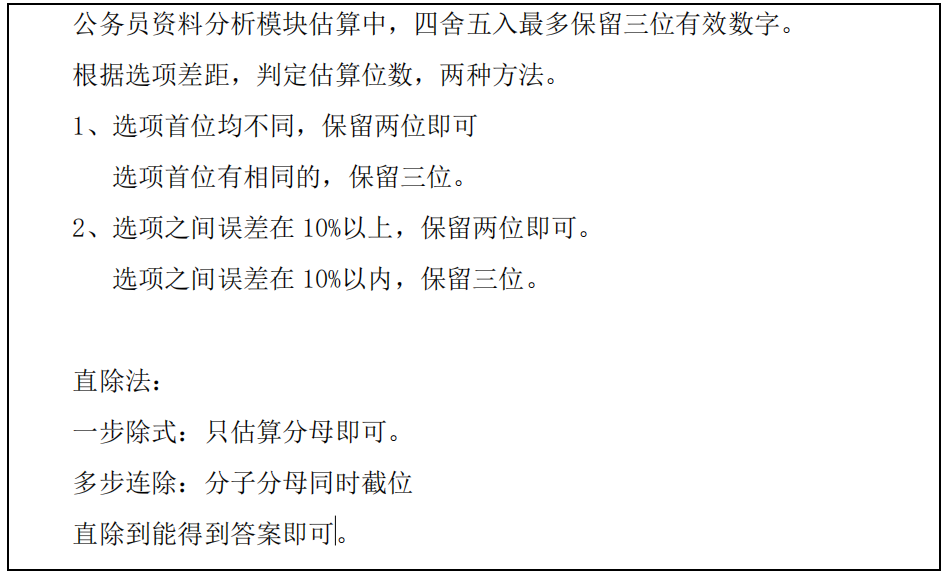 公务员资料分析模块估算中，四舍五入最多保留三位有效数字。
根据选项差距，判定估算位数，两种方法。
1、选项首位均不同，保留两位即可
选项首位有相同的，保留三位。
2、选项之间误差在 10%以上，保留两位即可。
选项之间误差在 10%以内，保留三位。
直除法：
一步除式：只估算分母即可。
多步连除：分子分母同时截位
直除到能得到答案即可。